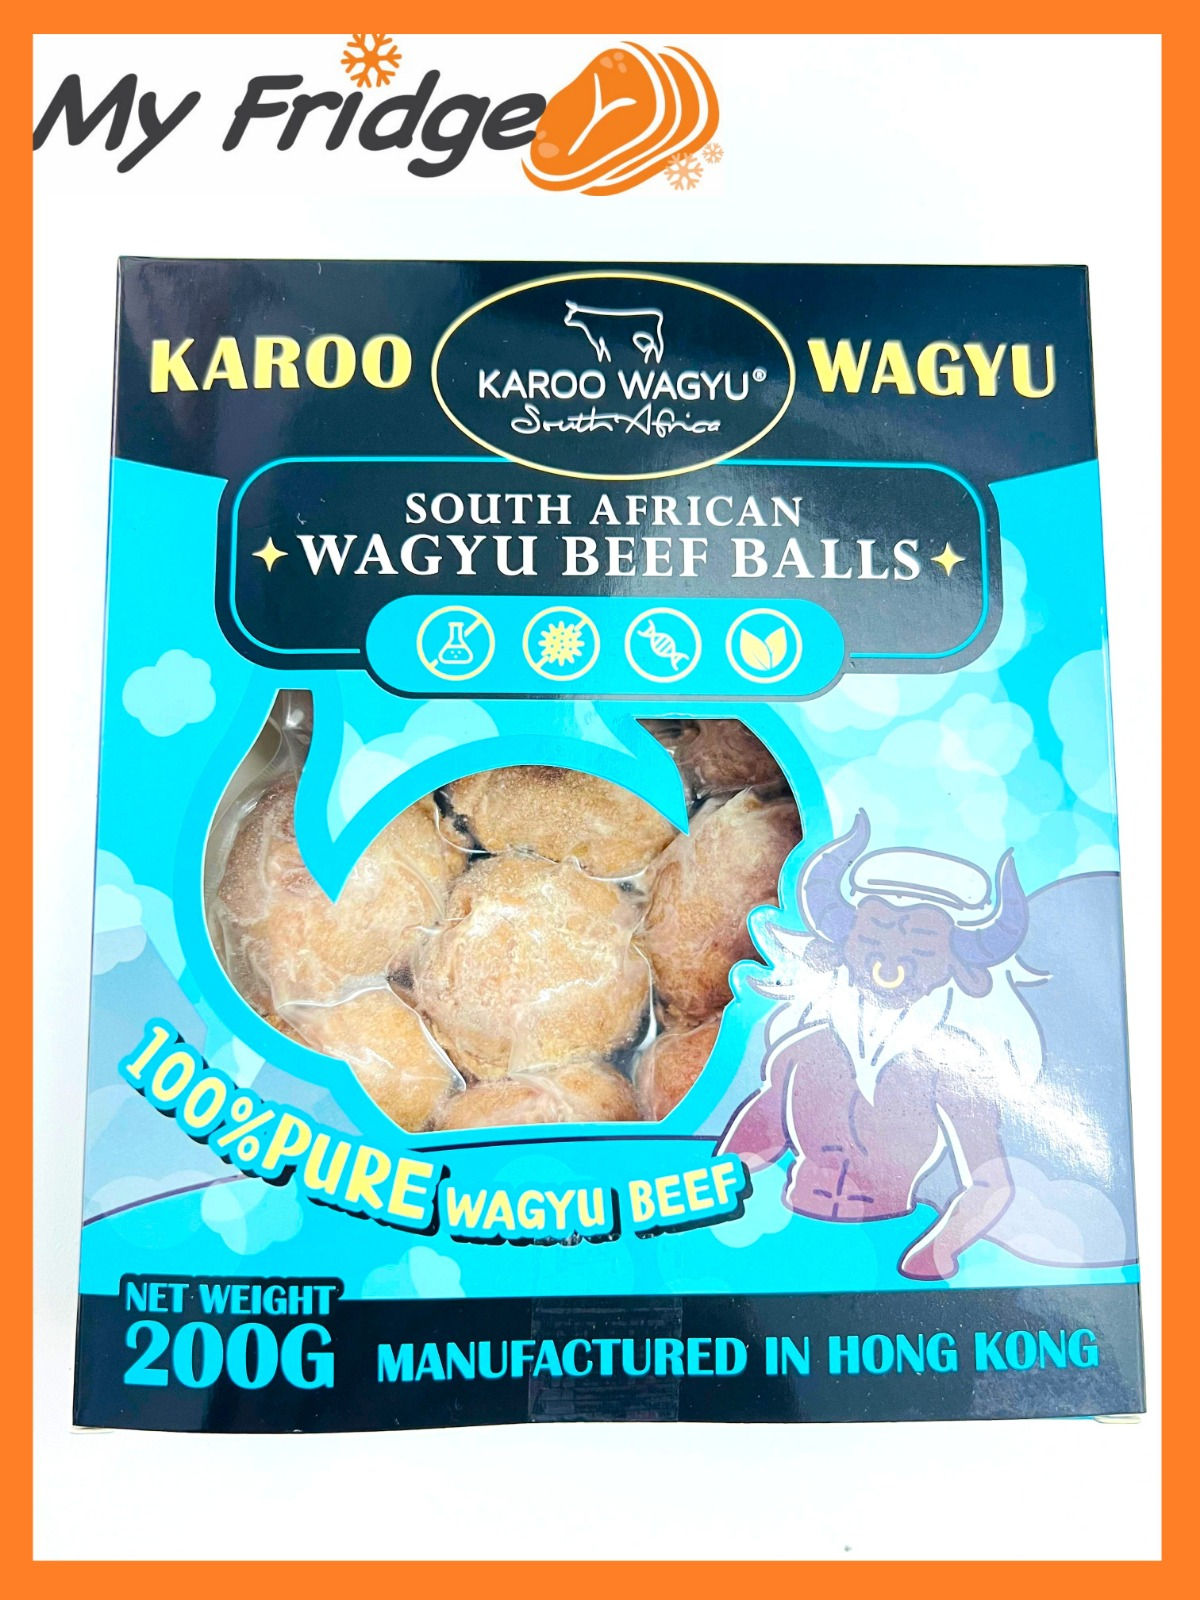 My Fridge
KAROO
KAROO WAGYU®
South Africa
WAGYU
SOUTH AFRICAN
WAGYU BEEF BALLS
100% PURE WAGYU BEEF
NET WEIGHT
200G
MANUFACTURED IN HONG KONG